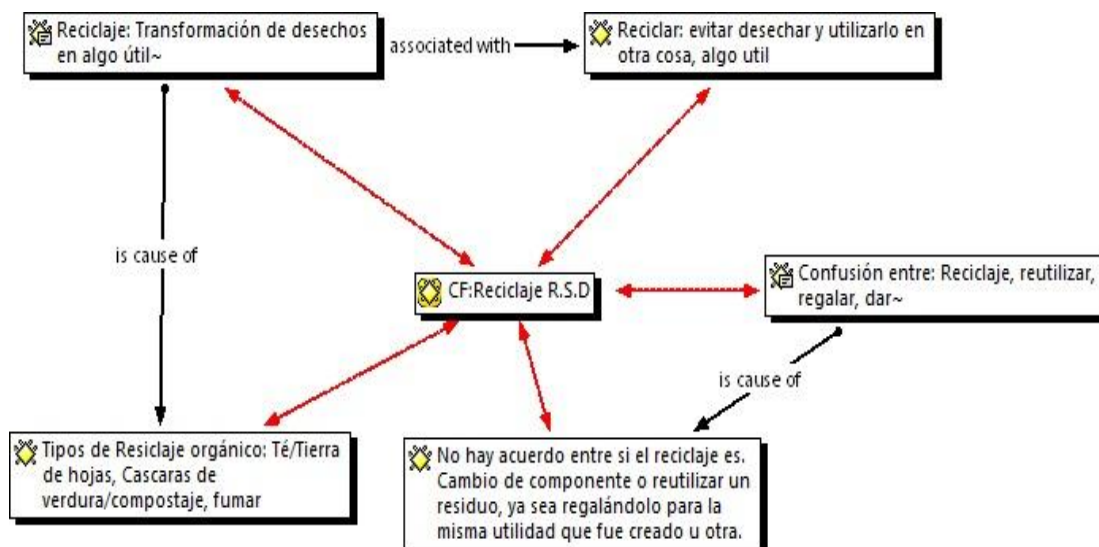 Reciclaje: Transformación de desechos
en algo útil~
associated with
Reciclar: evitar desechar y utilizarlo en
otra cosa, algo util
is cause of
CF:Reciclaje R.S.D
Confusión entre: Reciclaje, reutilizar,
regalar, dar~
is cause of
Tipos de Resiclaje orgánico: Té/Tierra
de hojas, Cascaras de
verdura/compostaje, fumar
No hay acuerdo entre si el reciclaje es.
Cambio de componente o reutilizar un
residuo, ya sea regalándolo para la
misma utilidad que fue creado u otra.